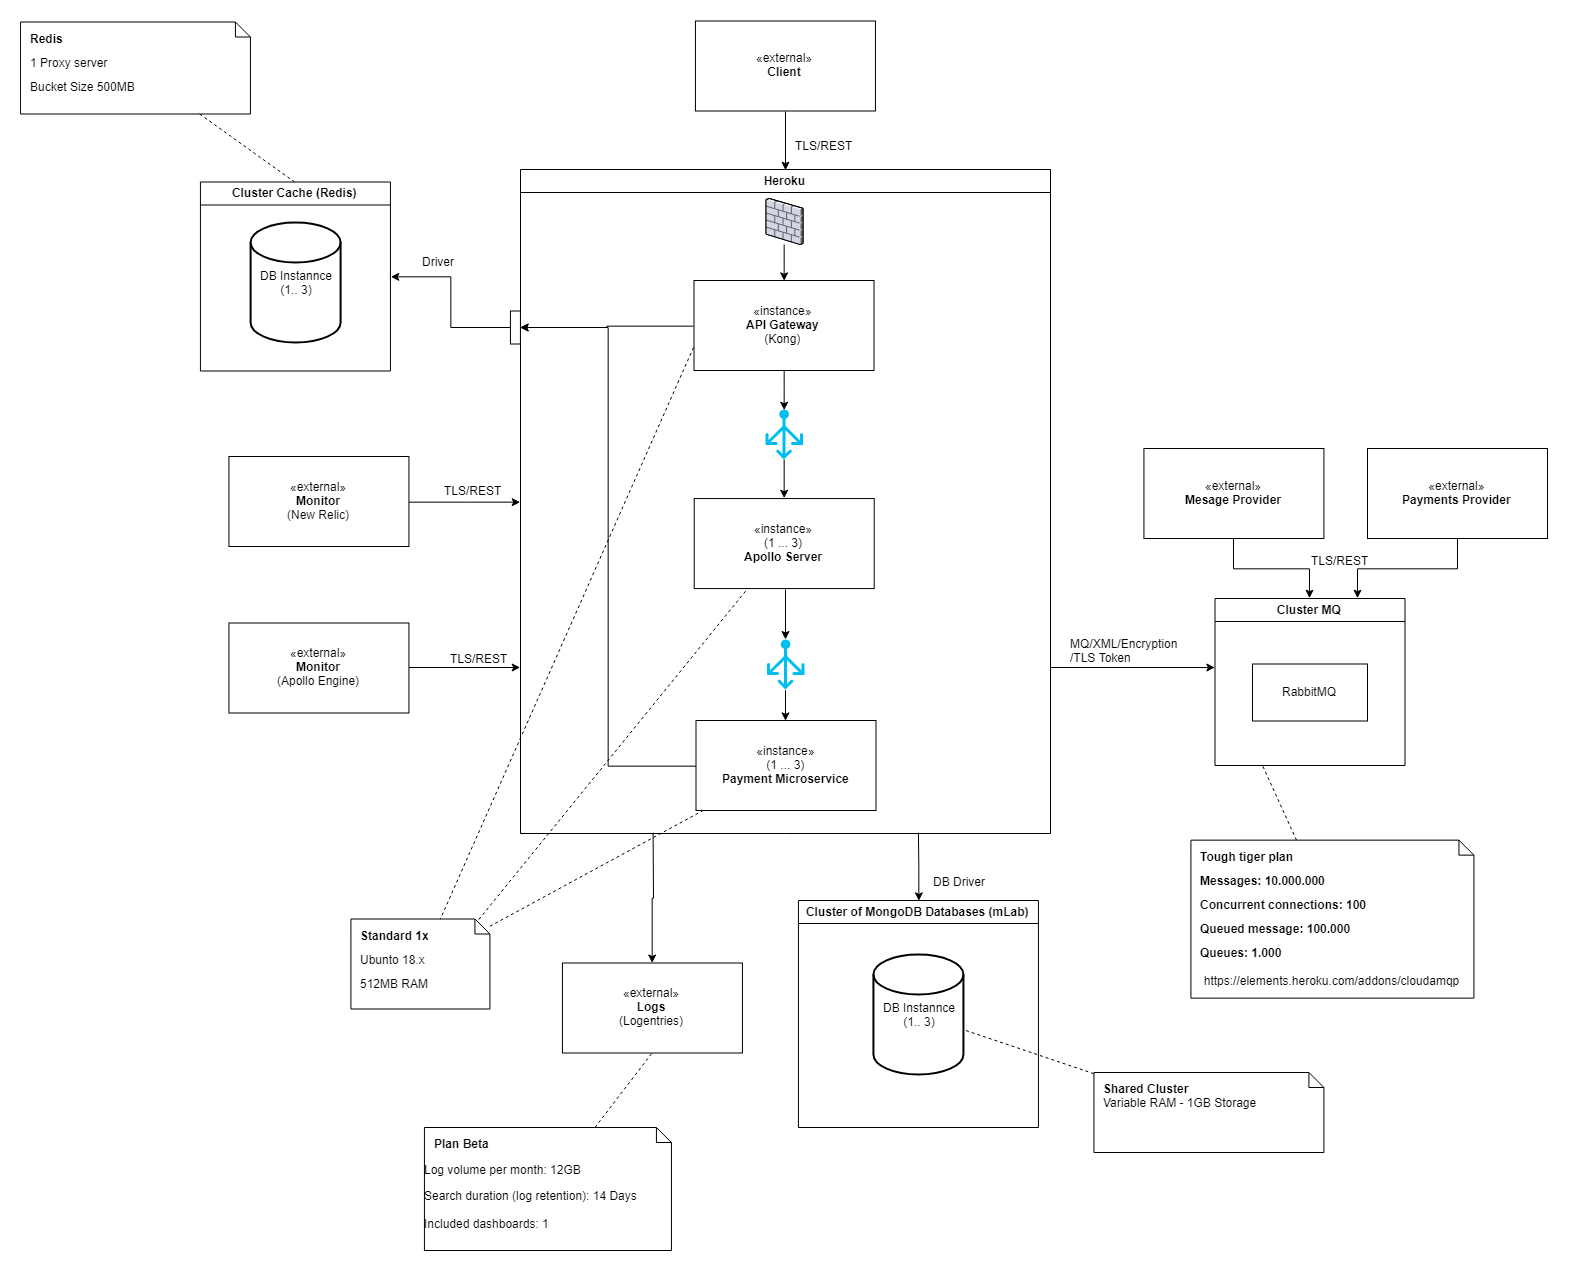 Redis
1 Proxy server
Bucket Size 500MB
«external»
Client
TLS/REST
Cluster Cache (Redis)
DB Instannce
(1.. 3)
Driver
Heroku
«instance»
API Gateway
(Kong)
«external»
Monitor
(New Relic)
TLS/REST
«instance»
(1 ... 3)
Apollo Server
«external»
Mesage Provider
«external»
Payments Provider
TLS/REST
Cluster MQ
RabbitMQ
MQ/XML/Encryption
/TLS Token
«external»
Monitor
(Apollo Engine)
TLS/REST
«instance»
(1 ... 3)
Payment Microservice
Tough tiger plan
Messages: 10.000.000
Concurrent connections: 100
Queued message: 100.000
Queues: 1.000
https://elements.heroku.com/addons/cloudamqp
DB Driver
Cluster of MongoDB Databases (mLab)
DB Instannce
(1.. 3)
Standard 1x
Ubunto 18.x
512MB RAM
«external»
Logs
(Logentries)
Shared Cluster
Variable RAM - 1GB Storage
Plan Beta
Log volume per month: 12GB
Search duration (log retention): 14 Days
Included dashboards: 1